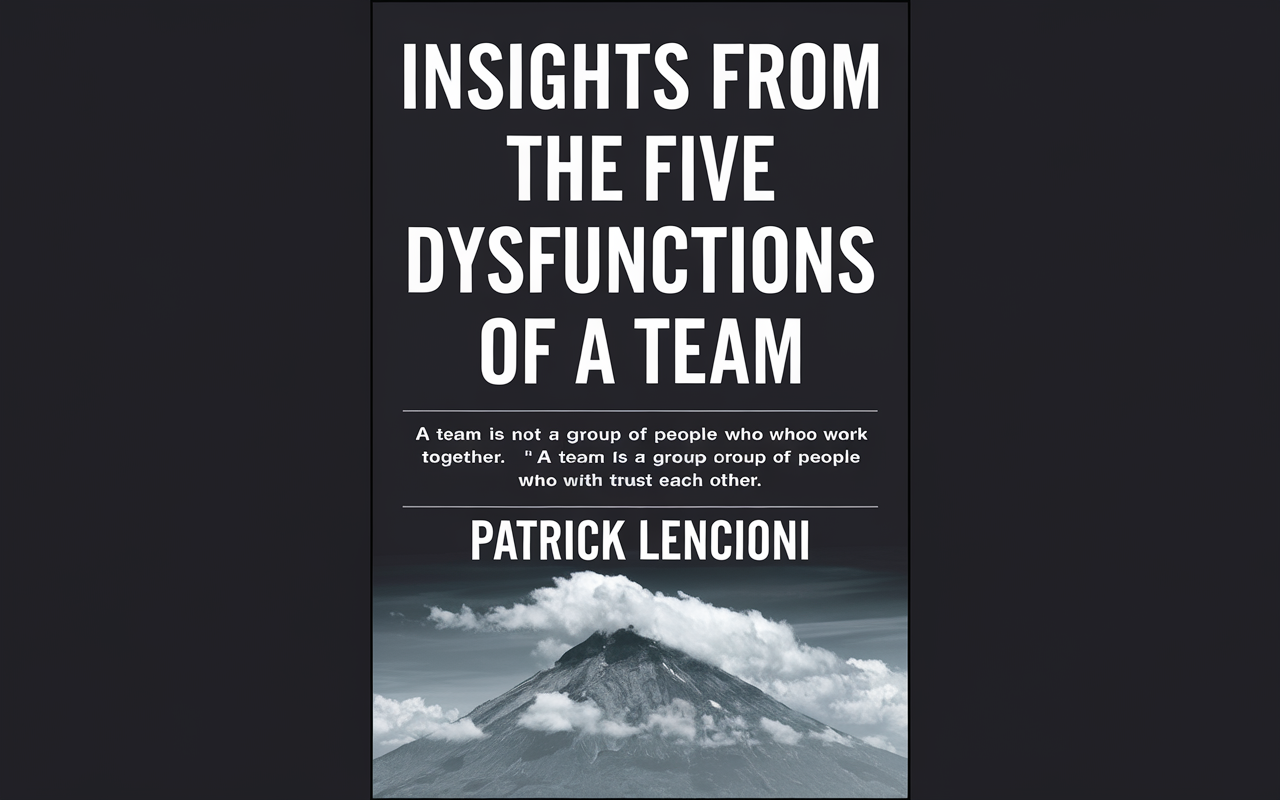 INSIGHTS FROM
THE FIVE
DYSFUNCTIONS
OF A TEAM
A team is not a group of people who whoo work
together. " A team is a group oroup of people
who with trust each other.
PATRICK LENCIONI